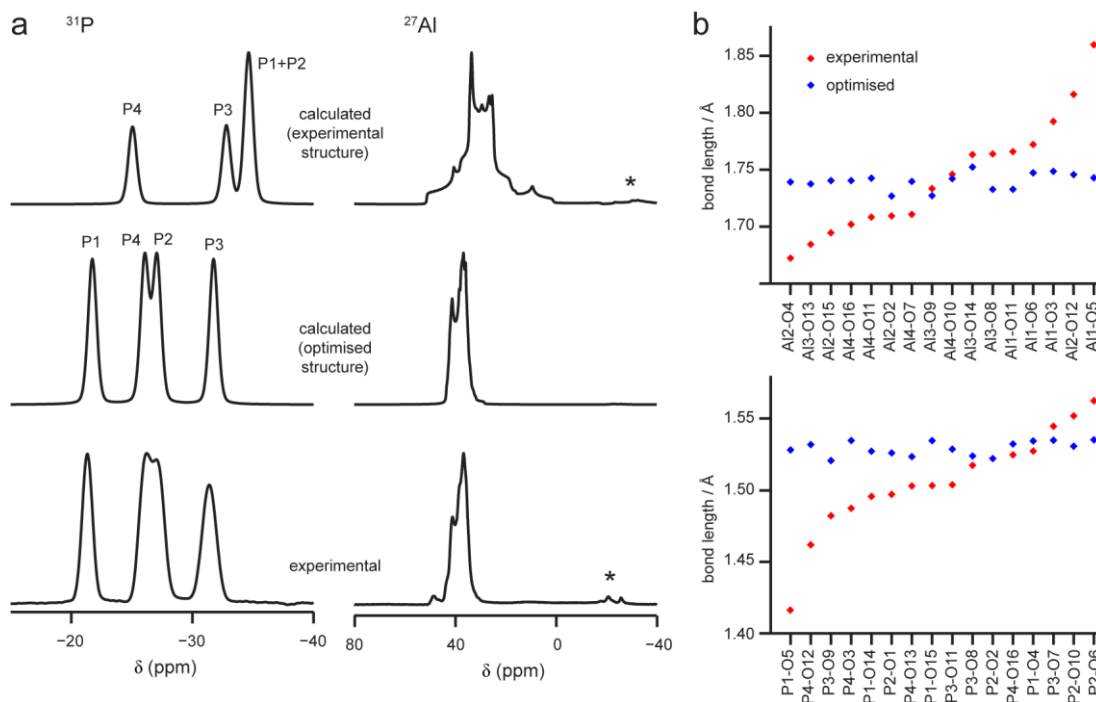 a
31P
27Al
P4
P3
P1+P2
calculated
(experimental
structure)
*
P1
P4
P2
P3
calculated
(optimised
structure)
experimental
*
−20
−30
−40
δ (ppm)
80
40
0
−40
δ (ppm)
b
bond length / Å
1.85
1.80
1.75
1.70
experimental
optimised
Al2-O4
Al3-O13
Al2-O15
Al4-O16
Al4-O11
Al2-O2
Al4-O7
Al3-O9
Al4-O10
Al3-O14
Al3-O8
Al1-O11
Al1-O6
Al1-O3
Al2-O12
Al1-O5
bond length / Å
1.55
1.50
1.45
1.40
P1-O5
P4-O12
P3-O9
P4-O3
P1-O14
P2-O1
P4-O13
P1-O15
P3-O11
P3-O8
P2-O2
P4-O16
P1-O4
P3-O7
P2-O10
P2-O6